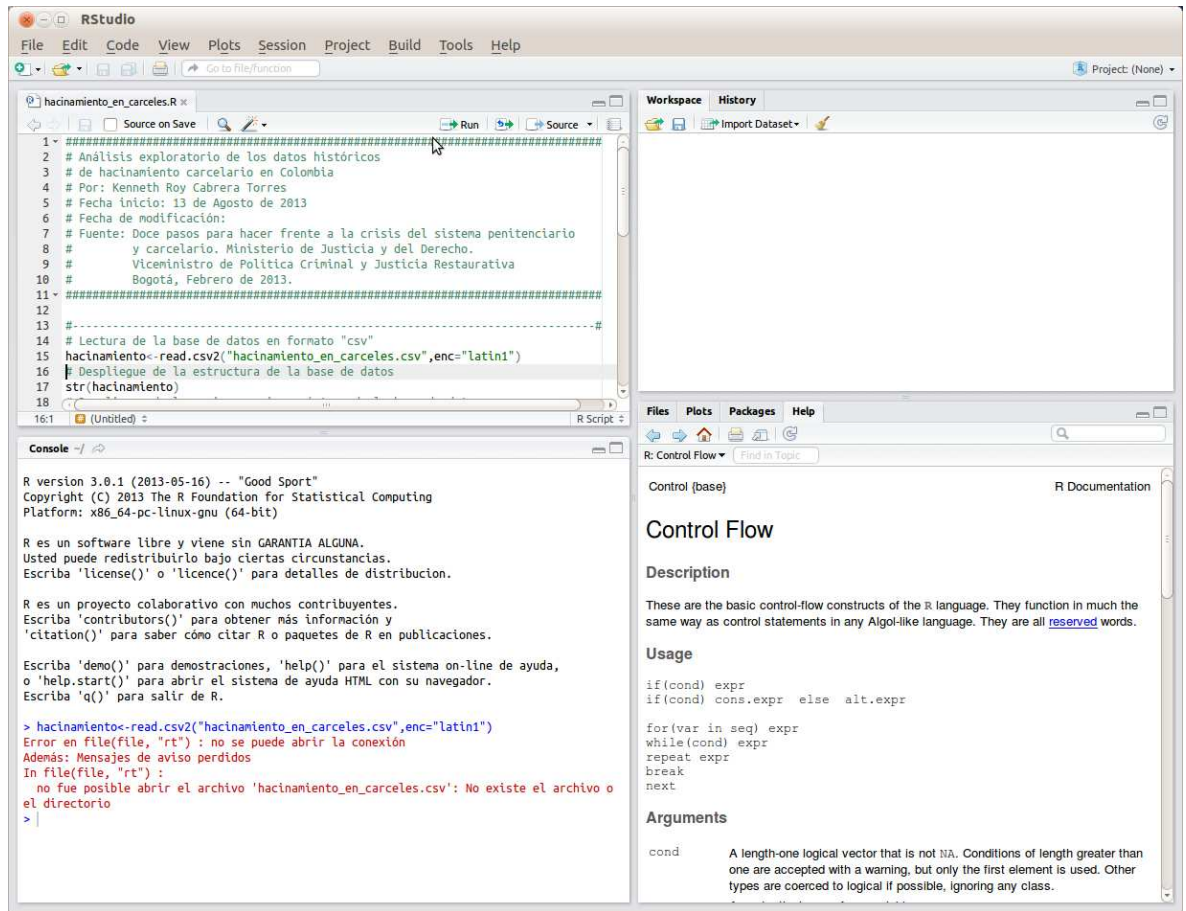 RStudio
File Edit Code View Plots Session Project Build Tools Help
Go to file/function
Project: (None)
hacinamiento_en_carceles.R
Source on Save
Run
Source
1 ################################################################################
2 # Análisis exploratorio de los datos históricos
3 # de hacinamiento carcelario en Colombia
4 # Por: Kenneth Roy Cabrera Torres
5 # Fecha inicio: 13 de Agosto de 2013
6 # Fecha de modificación:
7 # Fuente: Doce pasos para hacer frente a la crisis del sistema penitenciario
8 # y carcelario. Ministerio de Justicia y del Derecho.
9 # Viceministro de Politica Criminal y Justicia Restaurativa
10 # Bogotá, Febrero de 2013.
11 ################################################################################
12
13 #------------------------------------------------------------------------------#
14 # Lectura de la base de datos en formato "csv"
15 hacinamiento<-read.csv2("hacinamiento_en_carceles.csv",enc="latin1")
16 # Despliegue de la estructura de la base de datos
17 str(hacinamiento)
18
16:1 (Untitled) R Script
Console ~/
R version 3.0.1 (2013-05-16) -- "Good Sport"
Copyright (C) 2013 The R Foundation for Statistical Computing
Platform: x86_64-pc-linux-gnu (64-bit)
R es un software libre y viene sin GARANTIA ALGUNA.
Usted puede redistribuirlo bajo ciertas circunstancias.
Escriba 'license()' o 'licence()' para detalles de distribucion.
R es un proyecto colaborativo con muchos contribuyentes.
Escriba 'contributors()' para obtener más información y
'citation()' para saber cómo citar R o paquetes de R en publicaciones.
Escriba 'demo()' para demostraciones, 'help()' para el sistema on-line de ayuda,
o 'help.start()' para abrir el sistema de ayuda HTML con su navegador.
Escriba 'q()' para salir de R.
> hacinamiento<-read.csv2("hacinamiento_en_carceles.csv",enc="latin1")
Error en file(file, "rt") : no se puede abrir la conexión
Además: Mensajes de aviso perdidos
In file(file, "rt") :
no fue posible abrir el archivo 'hacinamiento_en_carceles.csv': No existe el archivo o
el directorio
>
Workspace History
Import Dataset
Files Plots Packages Help
R: Control Flow Find in Topic
Control {base} R Documentation
Control Flow
Description
These are the basic control-flow constructs of the R language. They function in much the
same way as control statements in any Algol-like language. They are all reserved words.
Usage
if(cond) expr
if(cond) cons.expr else alt.expr
for(var in seq) expr
while(cond) expr
repeat expr
break
next
Arguments
cond A length-one logical vector that is not NA. Conditions of length greater than
one are accepted with a warning, but only the first element is used. Other
types are coerced to logical if possible, ignoring any class.